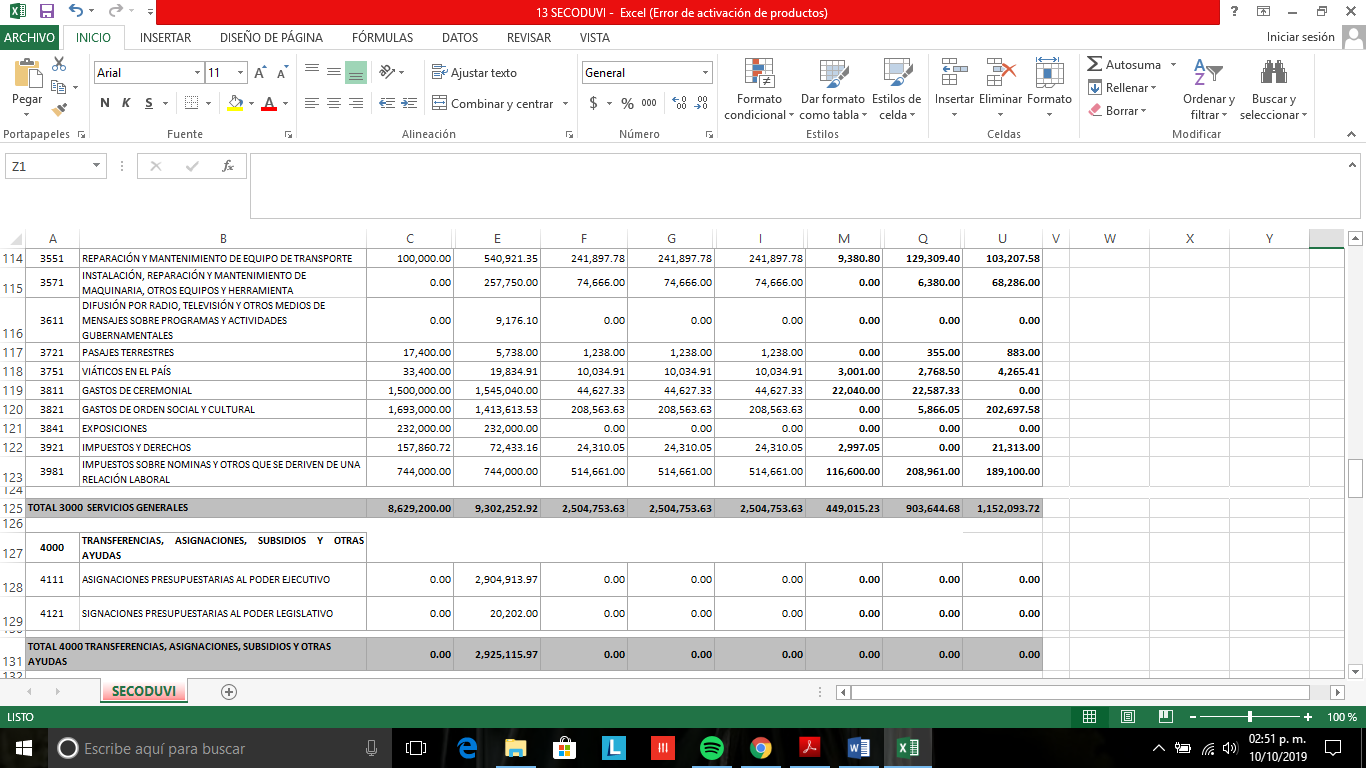 13 SECODUVI - Excel (Error de activación de productos)
ARCHIVO INICIO INSERTAR DISEÑO DE PÁGINA FÓRMULAS DATOS REVISAR VISTA Iniciar sesión
Pegar
Arial 11
N K S
Ajustar texto
Combinar y centrar
General
$ % 000
Formato condicional
Dar formato como tabla
Estilos de celda
Insertar Eliminar Formato
Autosuma
Rellenar
Borrar
Ordenar y filtrar
Buscar y seleccionar
Portapapeles Fuente Alineación Número Estilos Celdas Modificar
Z1 fx
A B C E F G I M Q U V W X Y
114 3551 REPARACIÓN Y MANTENIMIENTO DE EQUIPO DE TRANSPORTE 100,000.00 540,921.35 241,897.78 241,897.78 241,897.78 9,380.80 129,309.40 103,207.58
115 3571 INSTALACIÓN, REPARACIÓN Y MANTENIMIENTO DE
MAQUINARIA, OTROS EQUIPOS Y HERRAMIENTA 0.00 257,750.00 74,666.00 74,666.00 74,666.00 0.00 6,380.00 68,286.00
116 3611 DIFUSIÓN POR RADIO, TELEVISIÓN Y OTROS MEDIOS DE
MENSAJES SOBRE PROGRAMAS Y ACTIVIDADES
GUBERNAMENTALES 0.00 9,176.10 0.00 0.00 0.00 0.00 0.00 0.00
117 3721 PASAJES TERRESTRES 17,400.00 5,738.00 1,238.00 1,238.00 1,238.00 0.00 355.00 883.00
118 3751 VIÁTICOS EN EL PAÍS 33,400.00 19,834.91 10,034.91 10,034.91 10,034.91 3,001.00 2,768.50 4,265.41
119 3811 GASTOS DE CEREMONIAL 1,500,000.00 1,545,040.00 44,627.33 44,627.33 44,627.33 22,040.00 22,587.33 0.00
120 3821 GASTOS DE ORDEN SOCIAL Y CULTURAL 1,693,000.00 1,413,613.53 208,563.63 208,563.63 208,563.63 0.00 5,866.05 202,697.58
121 3841 EXPOSICIONES 232,000.00 232,000.00 0.00 0.00 0.00 0.00 0.00 0.00
122 3921 IMPUESTOS Y DERECHOS 157,860.72 72,433.16 24,310.05 24,310.05 24,310.05 2,997.05 0.00 21,313.00
123 3981 IMPUESTOS SOBRE NOMINAS Y OTROS QUE SE DERIVEN DE UNA
RELACIÓN LABORAL 744,000.00 744,000.00 514,661.00 514,661.00 514,661.00 116,600.00 208,961.00 189,100.00
124
125 TOTAL 3000 SERVICIOS GENERALES 8,629,200.00 9,302,252.92 2,504,753.63 2,504,753.63 2,504,753.63 449,015.23 903,644.68 1,152,093.72
126
127 4000 TRANSFERENCIAS, ASIGNACIONES, SUBSIDIOS Y OTRAS
AYUDAS
128 4111 ASIGNACIONES PRESUPUESTARIAS AL PODER EJECUTIVO 0.00 2,904,913.97 0.00 0.00 0.00 0.00 0.00 0.00
129 4121 SIGNACIONES PRESUPUESTARIAS AL PODER LEGISLATIVO 0.00 20,202.00 0.00 0.00 0.00 0.00 0.00 0.00
130
131 TOTAL 4000 TRANSFERENCIAS, ASIGNACIONES, SUBSIDIOS Y OTRAS
AYUDAS 0.00 2,925,115.97 0.00 0.00 0.00 0.00 0.00 0.00
132
SECODUVI
LISTO 100 %
Escribe aquí para buscar
02:51 p. m.
10/10/2019